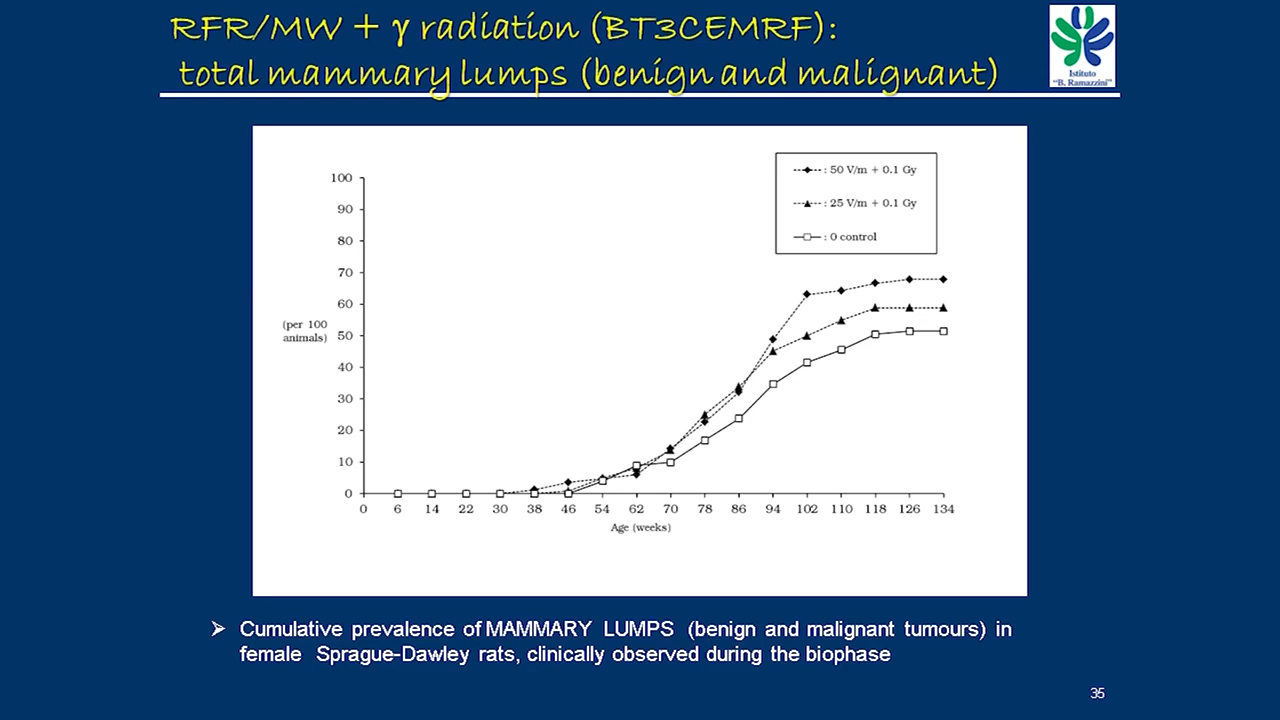 RFR/MW + γ radiation (BT3CEMRF):
total mammary lumps (benign and malignant)
Istituto
"B. Ramazzini"
: 50 V/m + 0.1 Gy
: 25 V/m + 0.1 Gy
: 0 control
100
90
80
70
60
(per 100
animals)
50
40
30
20
10
0
0 6 14 22 30 38 46 54 62 70 78 86 94 102 110 118 126 134
Age (weeks)
➢ Cumulative prevalence of MAMMARY LUMPS (benign and malignant tumours) in
female Sprague-Dawley rats, clinically observed during the biophase
35